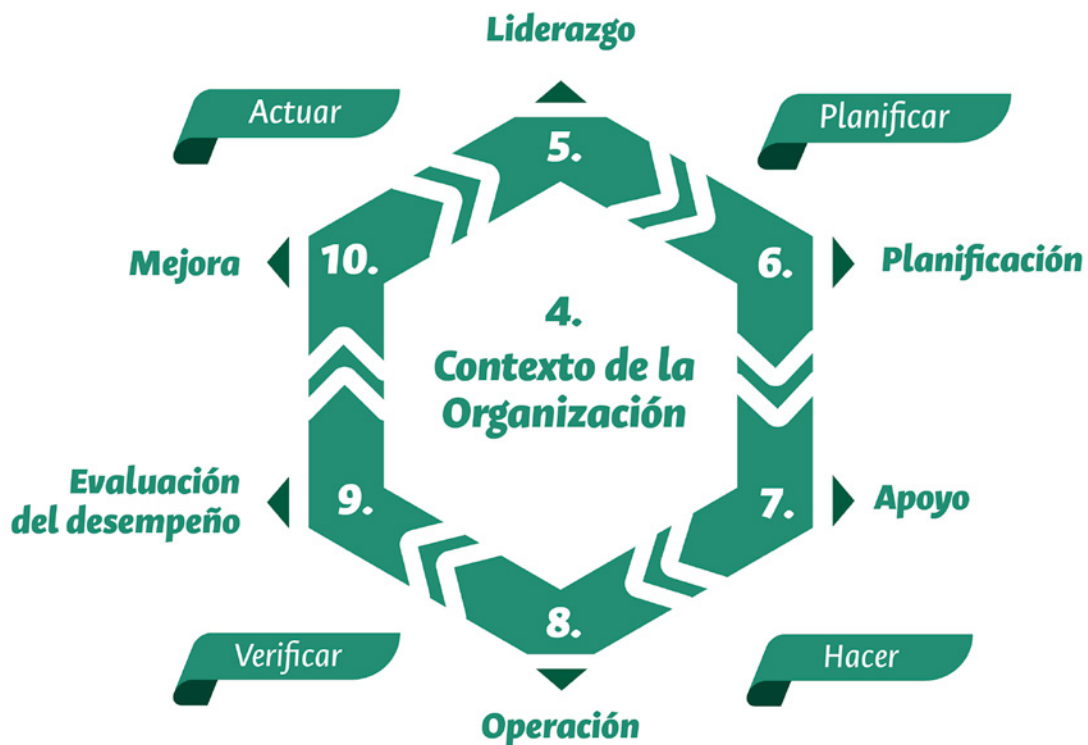 Liderazgo
Actuar
Planificar
5.
Mejora
10.
6.
Planificación
4.
Contexto de la
Organización
Evaluación
del desempeño
9.
7.
Apoyo
8.
Verificar
Hacer
Operación